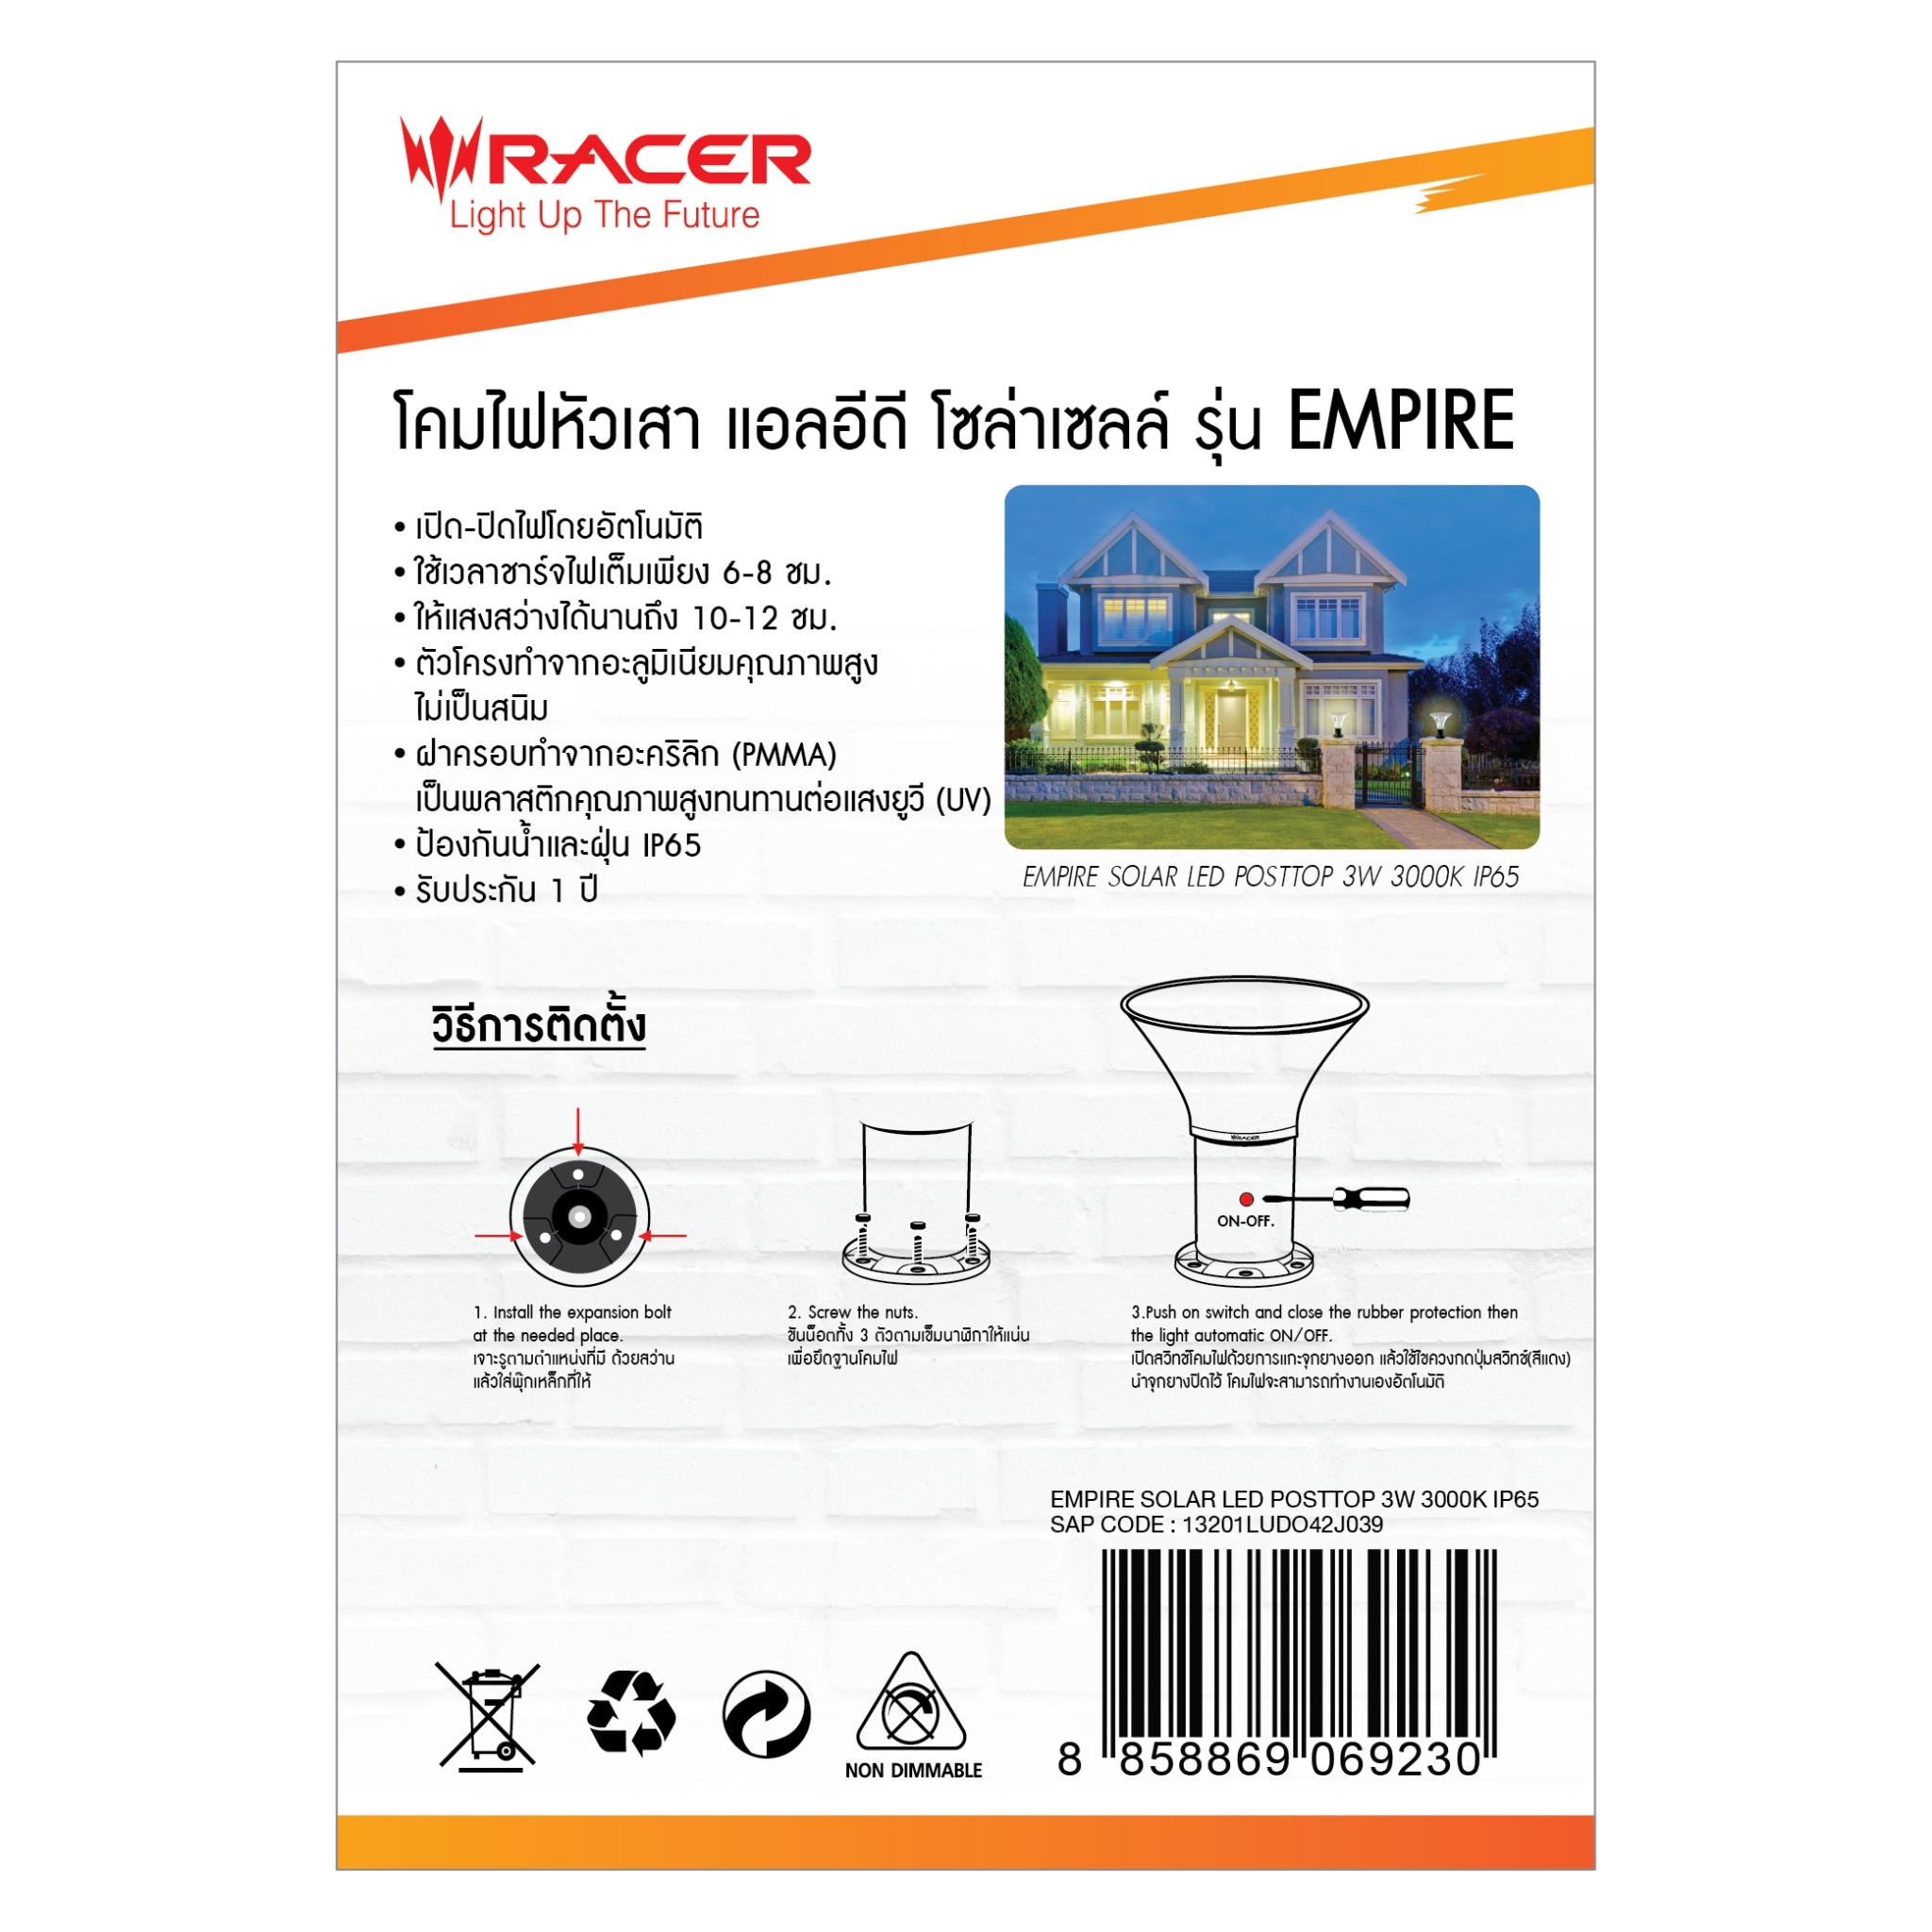 RACER
Light Up The Future
โคมไฟหัวเสา แอลอีดี โซล่าเซลล์ รุ่น EMPIRE
• เปิด-ปิดไฟโดยอัตโนมัติ
• ใช้เวลาชาร์จไฟเต็มเพียง 6-8 ชม.
• ให้แสงสว่างได้นานถึง 10-12 ชม.
• ตัวโครงทำจากอะลูมิเนียมคุณภาพสูง
ไม่เป็นสนิม
• ฝาครอบทำจากอะคริลิก (PMMA)
เป็นพลาสติกคุณภาพสูงทนทานต่อแสงยูวี (UV)
• ป้องกันน้ำและฝุ่น IP65
• รับประกัน 1 ปี
EMPIRE SOLAR LED POSTTOP 3W 3000K IP65
วิธีการติดตั้ง
RACER
ON-OFF.
1. Install the expansion bolt
at the needed place.
เจาะรูตามตำแหน่งที่มี ด้วยสว่าน
แล้วใส่พุ๊กเหล็กที่ให้
2. Screw the nuts.
ขันน็อตทั้ง 3 ตัวตามเข็มนาฬิกาให้แน่น
เพื่อยึดฐานโคมไฟ
3.Push on switch and close the rubber protection then
the light automatic ON/OFF.
เปิดสวิทช์โคมไฟด้วยการแกะจุกยางออก แล้วใช้ไขควงกดปุ่มสวิทช์(สีแดง)
นำจุกยางปิดไว้ โคมไฟจะสามารถทำงานเองอัตโนมัติ
EMPIRE SOLAR LED POSTTOP 3W 3000K IP65
SAP CODE : 13201LUDO42J039
8 858869 069230
NON DIMMABLE